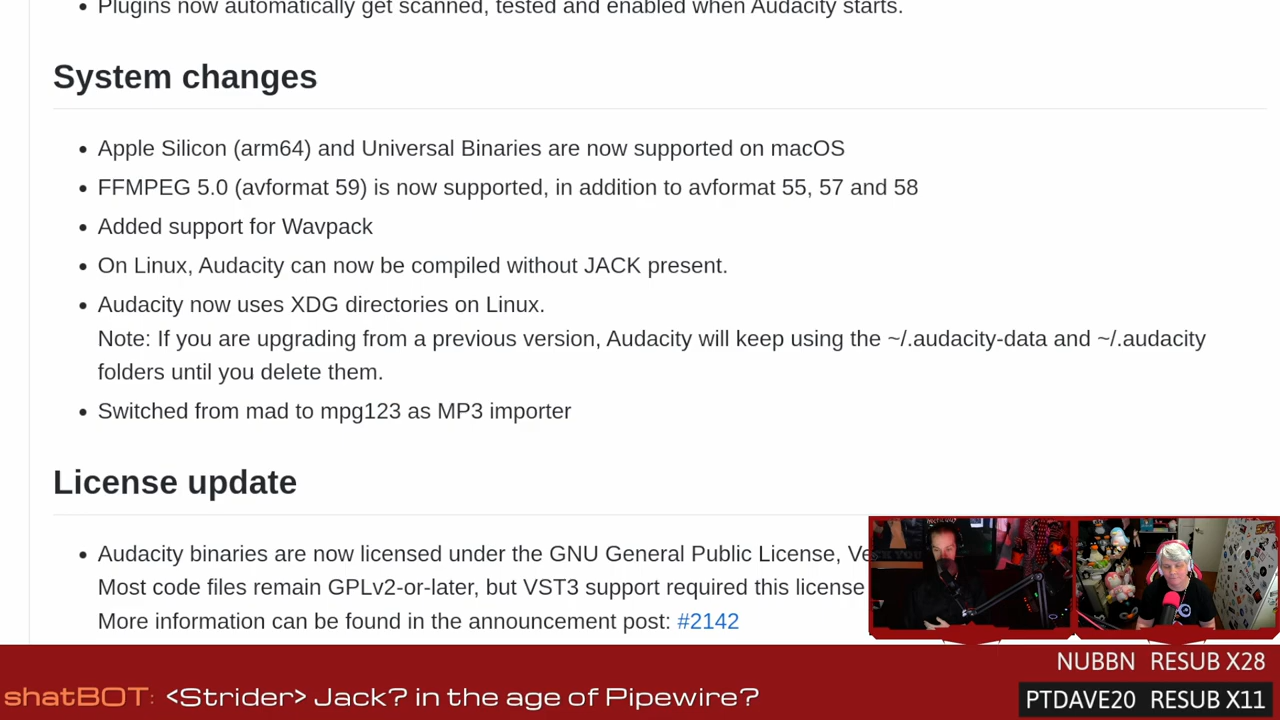 Plugins now automatically get scanned, tested and enabled when Audacity starts.
System changes
Apple Silicon (arm64) and Universal Binaries are now supported on macOS
FFMPEG 5.0 (avformat 59) is now supported, in addition to avformat 55, 57 and 58
Added support for Wavpack
On Linux, Audacity can now be compiled without JACK present.
Audacity now uses XDG directories on Linux.
Note: If you are upgrading from a previous version, Audacity will keep using the ~/.audacity-data and ~/.audacity
folders until you delete them.
Switched from mad to mpg123 as MP3 importer
License update
Audacity binaries are now licensed under the GNU General Public License,
Most code files remain GPLv2-or-later, but VST3 support required this license
More information can be found in the announcement post: #2142
NUBBN RESUB X28
shatBOT: <Strider> Jack? in the age of Pipewire?
PTDAVE20 RESUB X11